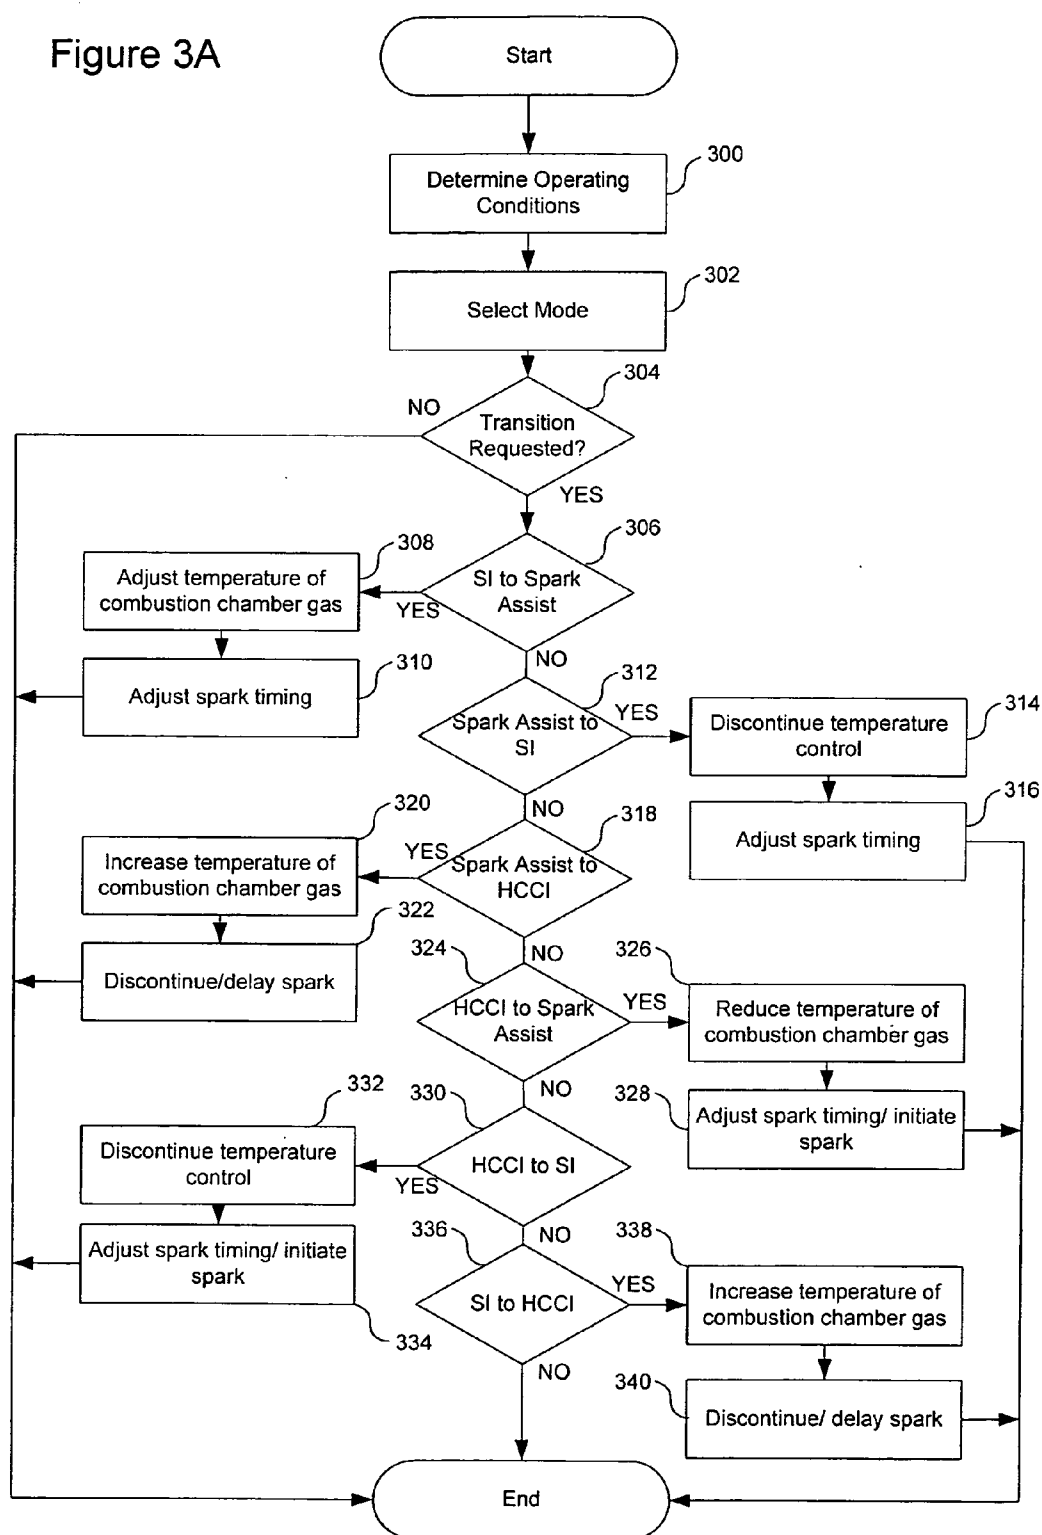 Figure 3A
Start
300
Determine Operating
Conditions
302
Select Mode
304
NO
Transition
Requested?
YES
306
308
Adjust temperature of
combustion chamber gas
YES
SI to Spark
Assist
NO
310
Adjust spark timing
312
Spark Assist to
SI
YES
314
Discontinue temperature
control
NO
316
Adjust spark timing
318
320
YES
Spark Assist to
HCCI
Increase temperature of
combustion chamber gas
NO
322
Discontinue/delay spark
324
HCCI to Spark
Assist
YES
326
Reduce temperature of
combustion chamber gas
NO
328
Adjust spark timing/ initiate
spark
330
332
Discontinue temperature
control
YES
HCCI to SI
NO
Adjust spark timing/ initiate
spark
334
336
SI to HCCI
YES
338
Increase temperature of
combustion chamber gas
NO
340
Discontinue/ delay spark
End